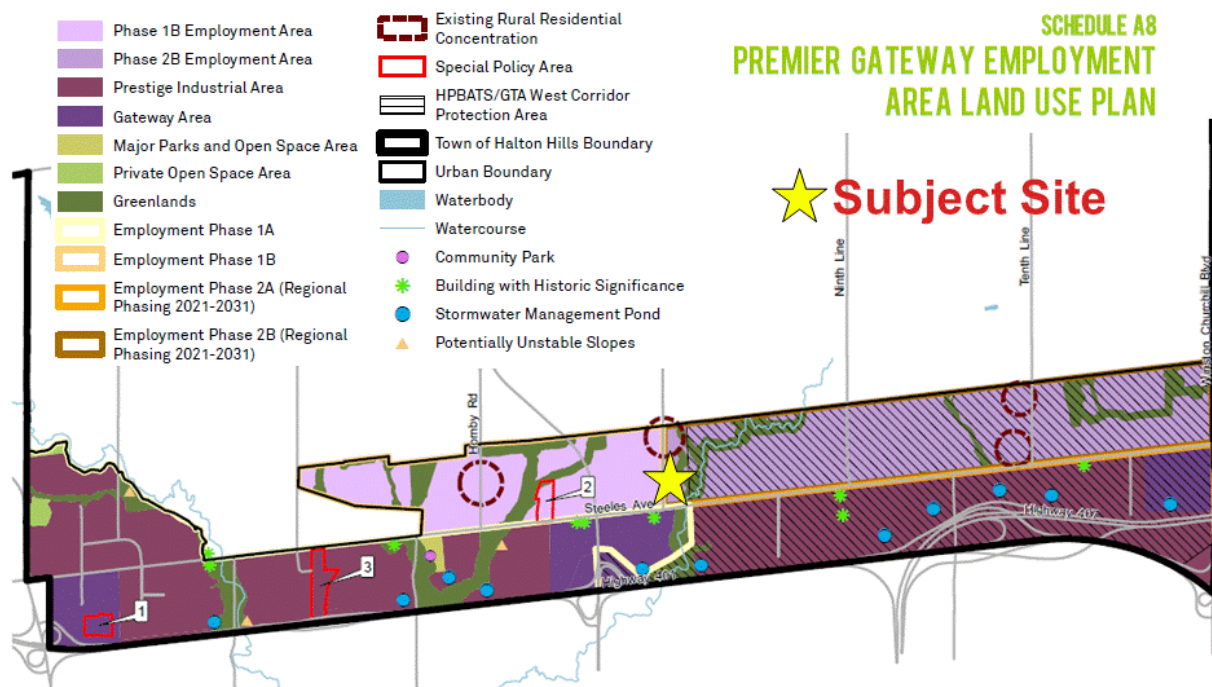 SCHEDULE A8
PREMIER GATEWAY EMPLOYMENT
AREA LAND USE PLAN
Phase 1B Employment Area
Phase 2B Employment Area
Prestige Industrial Area
Gateway Area
Major Parks and Open Space Area
Private Open Space Area
Greenlands
Employment Phase 1A
Employment Phase 1B
Employment Phase 2A (Regional
Phasing 2021-2031)
Employment Phase 2B (Regional
Phasing 2021-2031)
Existing Rural Residential
Concentration
Special Policy Area
HPBATS/GTA West Corridor
Protection Area
Town of Halton Hills Boundary
Urban Boundary
Waterbody
Watercourse
Community Park
Building with Historic Significance
Stormwater Management Pond
Potentially Unstable Slopes
Subject Site
Ninth Line
Tenth Line
Winston Churchill Blvd
Hornby Rd
2
Steeles Ave
Highway 407
3
Highway 401
1